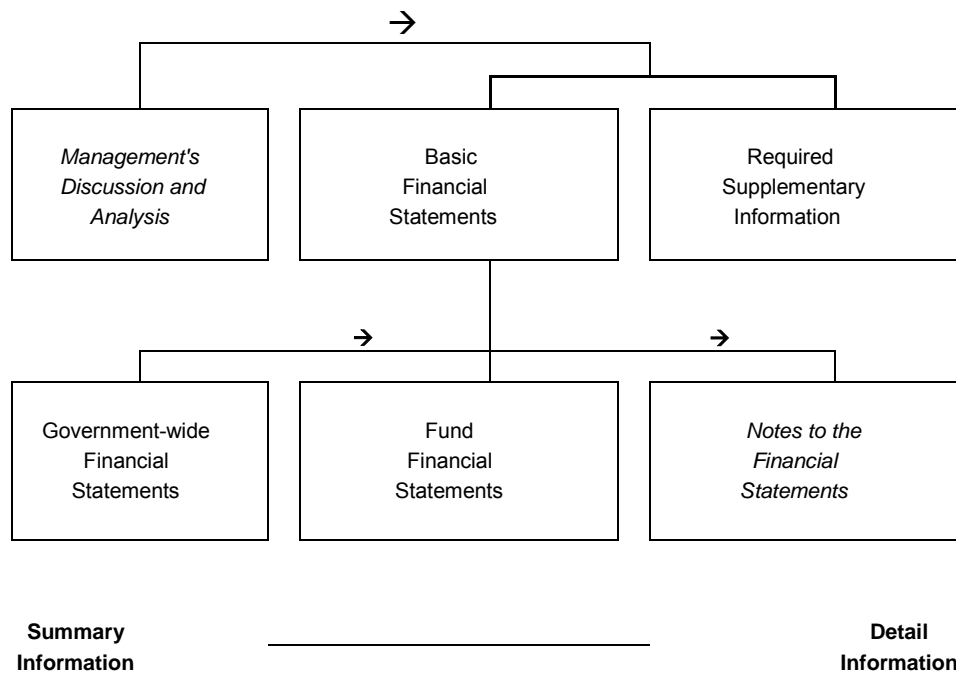 →
Management's
Discussion and
Analysis
Basic
Financial
Statements
Required
Supplementary
Information
→
→
Government-wide
Financial
Statements
Fund
Financial
Statements
Notes to the
Financial
Statements
Summary
Information
Detail
Information